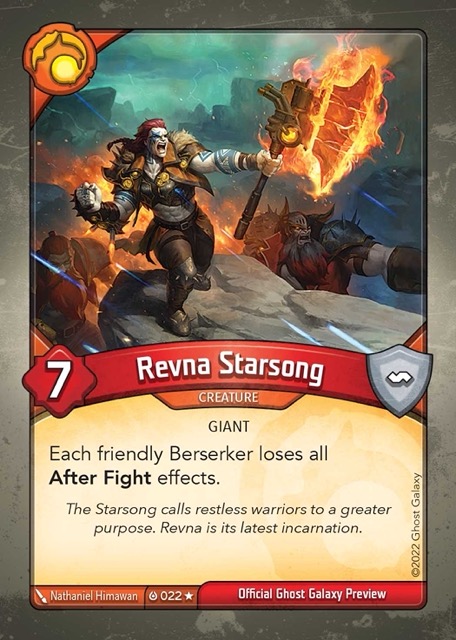 7
Revna Starsong
CREATURE
GIANT
Each friendly Berserker loses all
After Fight effects.
The Starsong calls restless warriors to a greater
purpose. Revna is its latest incarnation.
©2022 Ghost Galaxy
Nathaniel Himawan
022★
Official Ghost Galaxy Preview